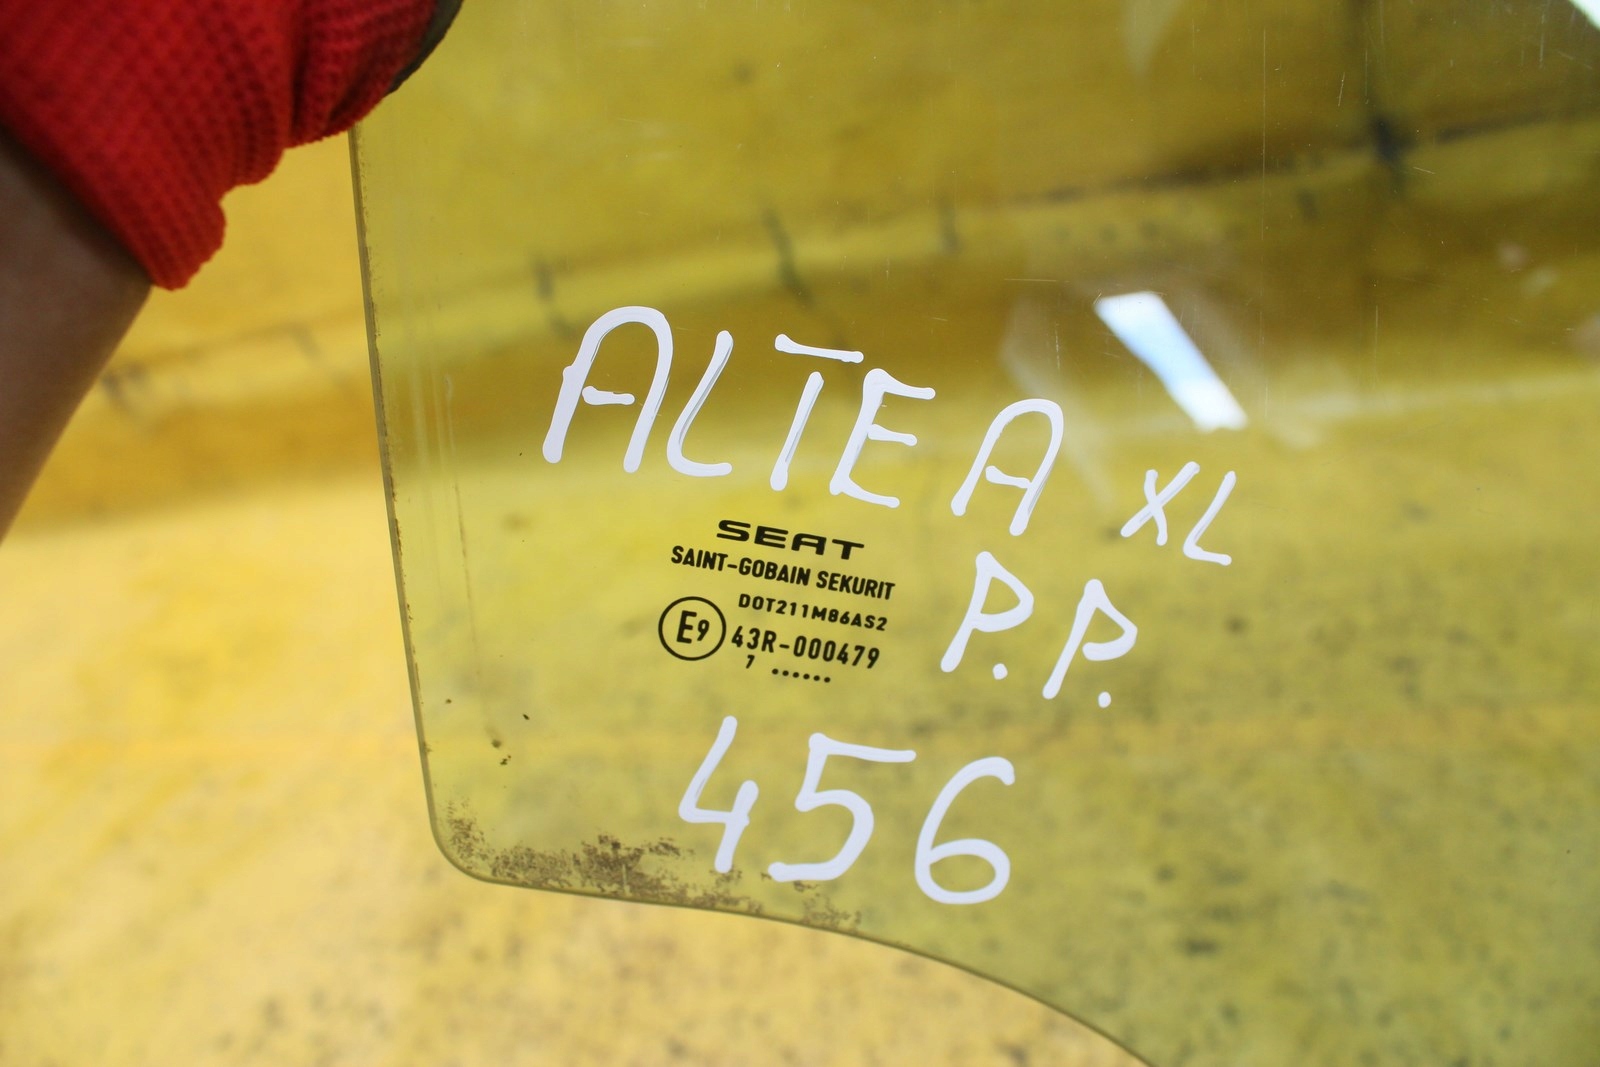 ALTEA XL
SEAT
SAINT-GOBAIN SEKURIT
DOT211M86AS2
E9 43R-000479
7 ......
P.P.
456